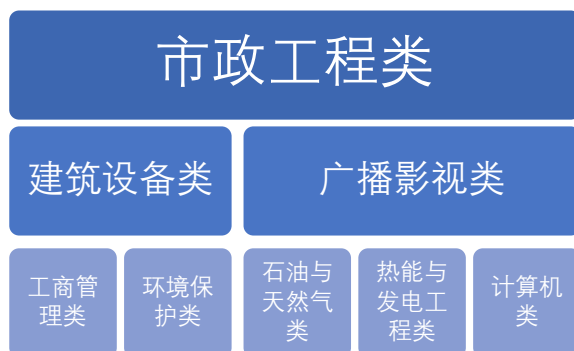 市政工程类
建筑设备类
广播影视类
工商管
理类
环境保
护类
石油与
天然气
类
热能与
发电工
程类
计算机
类